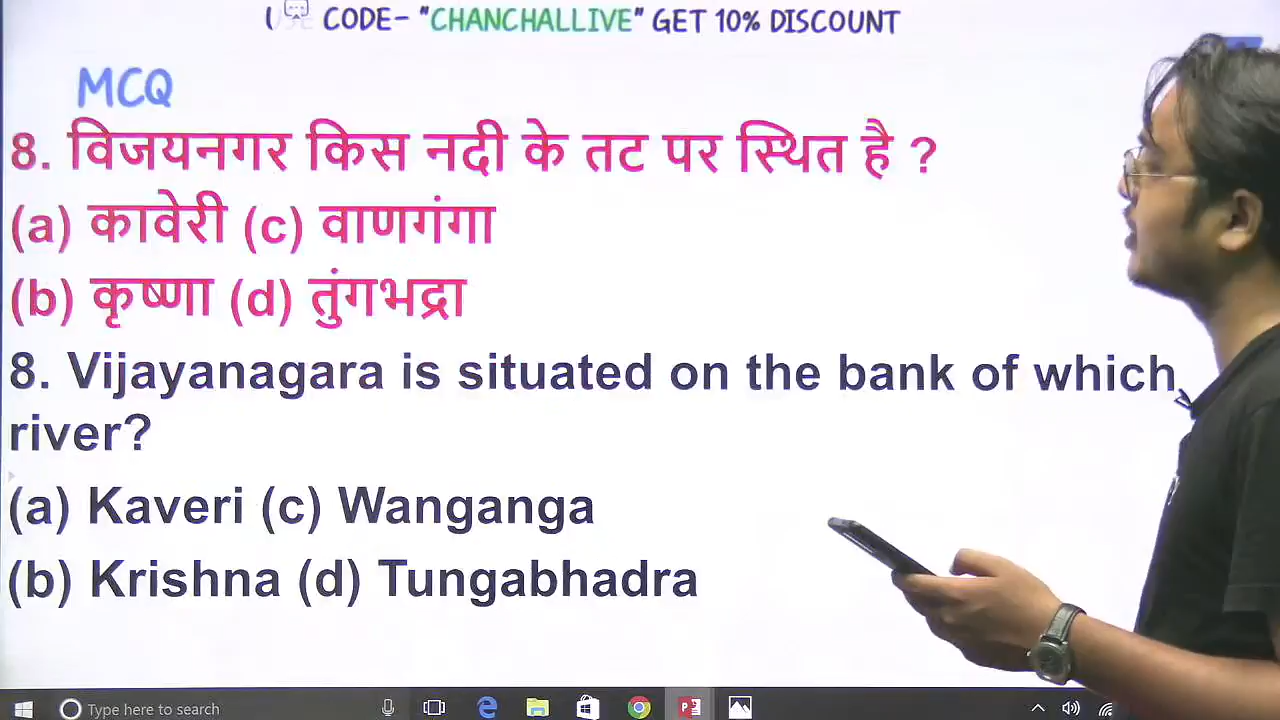 CODE- "CHANCHALLIVE" GET 10% DISCOUNT
MCQ
8. विजयनगर किस नदी के तट पर स्थित है ?
(a) कावेरी (c) वाणगंगा
(b) कृष्णा (d) तुंगभद्रा
8. Vijayanagara is situated on the bank of which
river?
(a) Kaveri (c) Wanganga
(b) Krishna (d) Tungabhadra
Type here to search